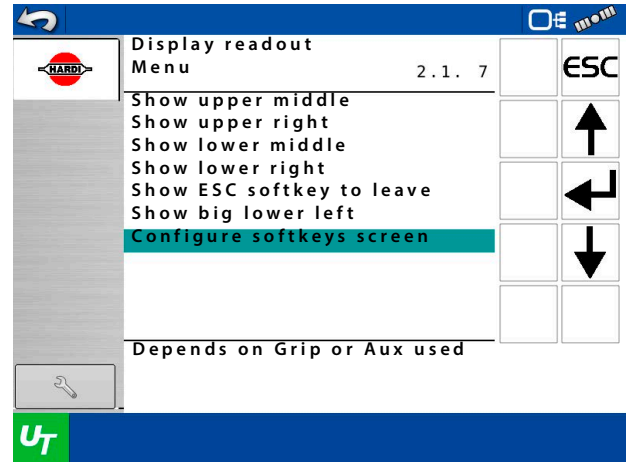 Display readout
Menu 2.1. 7
HARDI
ESC
Show upper middle
Show upper right
Show lower middle
Show lower right
Show ESC softkey to leave
Show big lower left
Configure softkeys screen
Depends on Grip or Aux used
UT